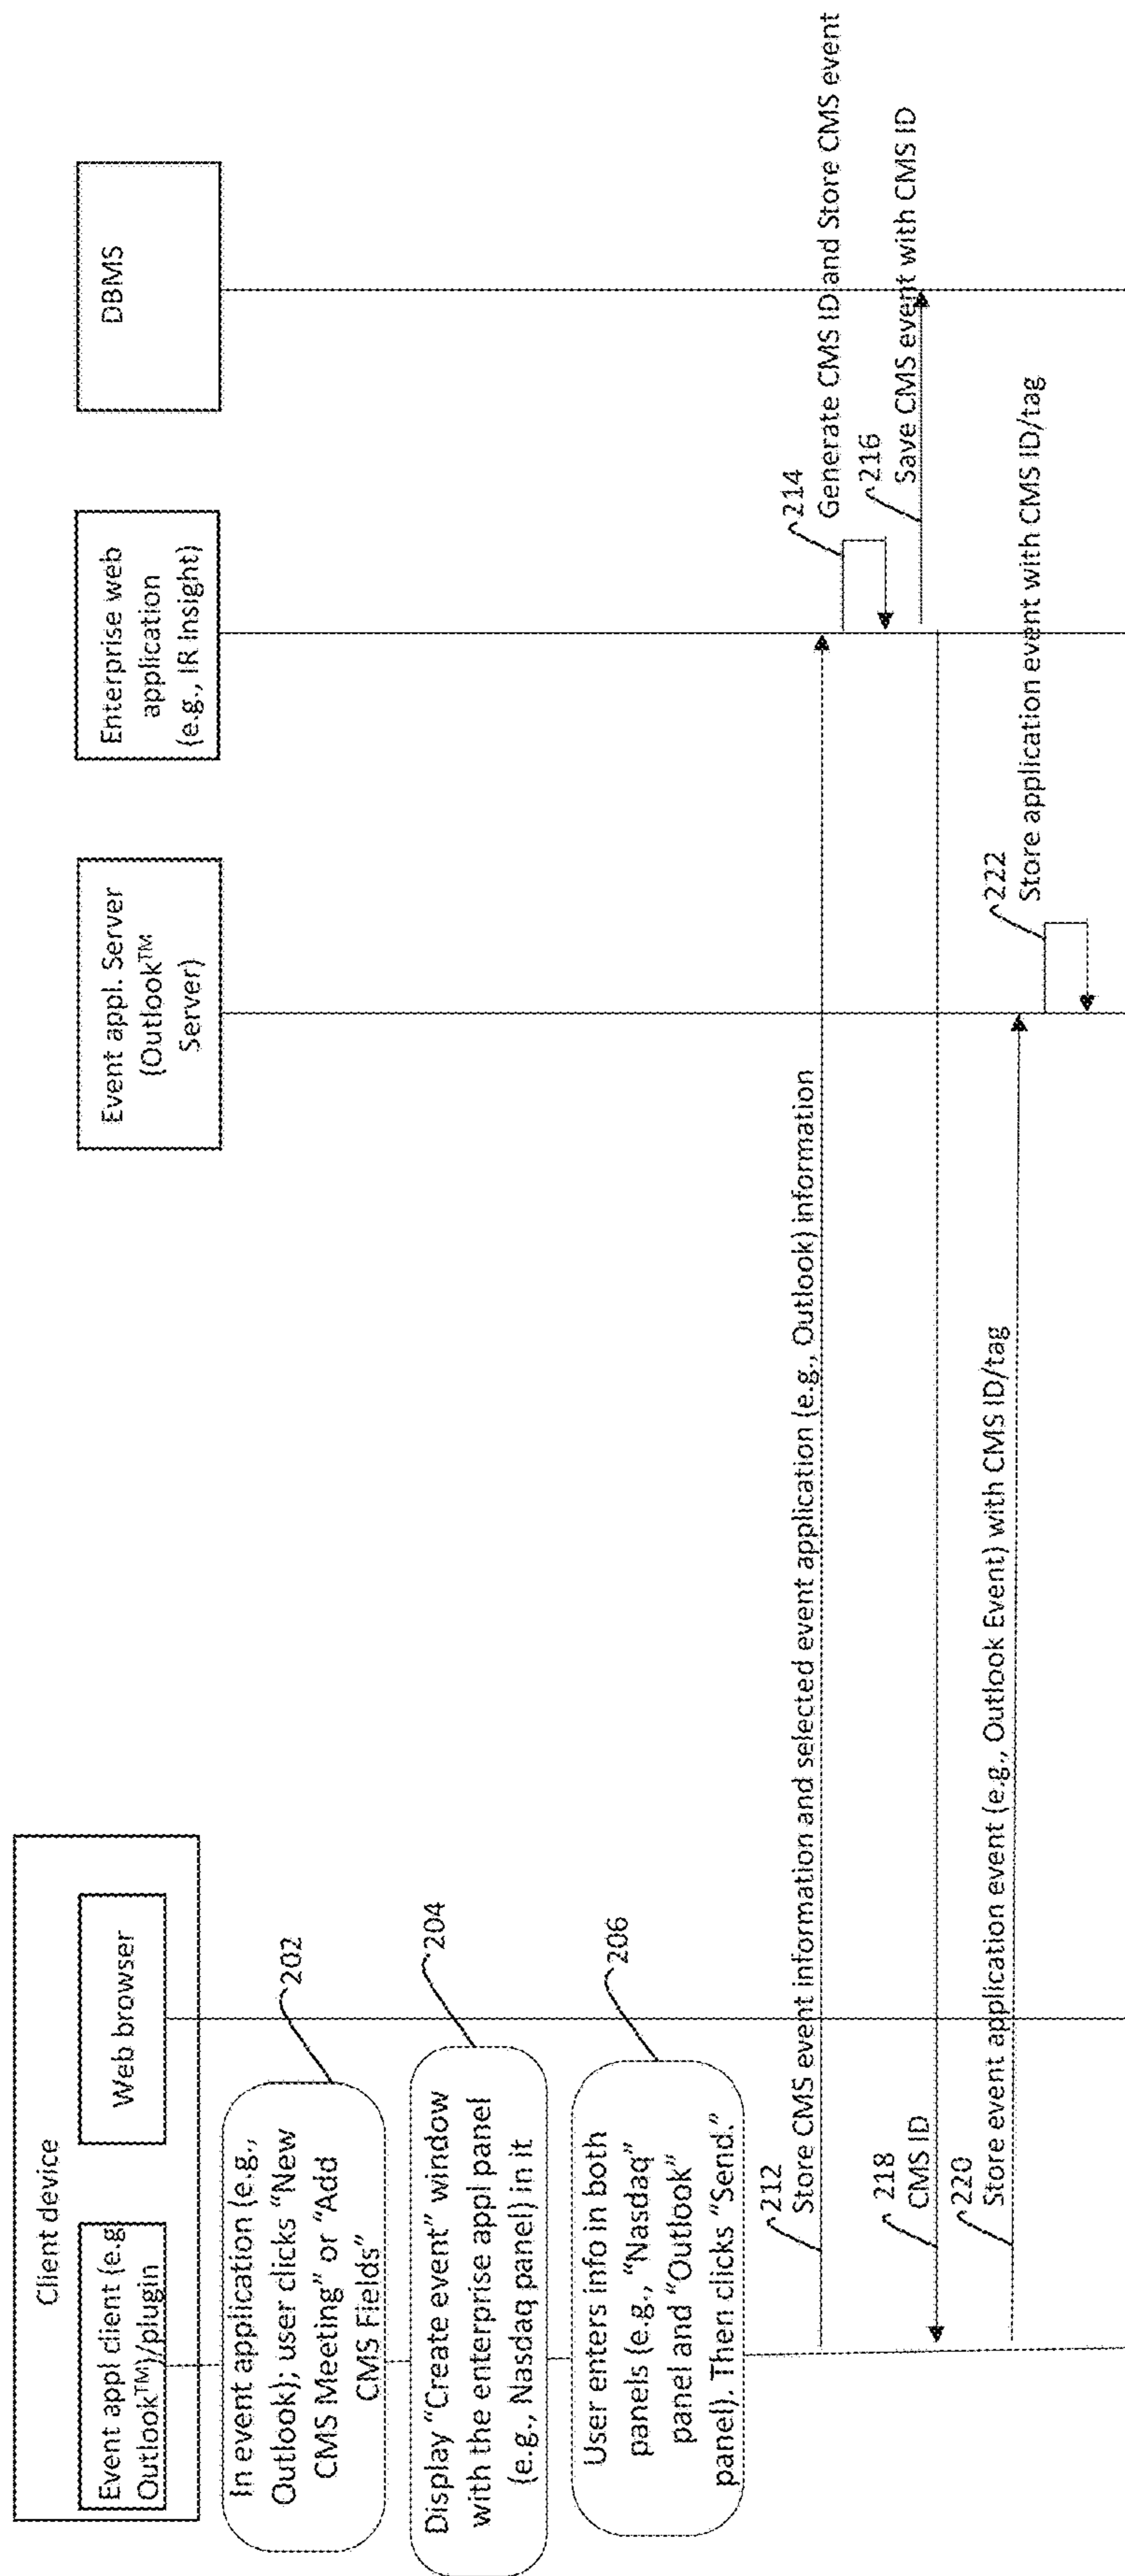 Client device
Event appl client (e.g.
Outlook™)/plugin
Web browser
Event appl. Server
(Outlook™
Server)
Enterprise web
application
(e.g., IR Insight)
DBMS
202
In event application (e.g.,
Outlook); user clicks “New
CMS Meeting” or “Add
CMS Fields”
204
Display “Create event” window
with the enterprise appl panel
(e.g., Nasdaq panel) in it
206
User enters info in both
panels (e.g., “Nasdaq”
panel and “Outlook”
panel). Then clicks “Send.”
212
Store CMS event information and selected event application (e.g., Outlook) information
214
Generate CMS ID and Store CMS event
216
Save CMS event with CMS ID
218
CMS ID
220
Store event application event (e.g., Outlook Event) with CMS ID/tag
222
Store application event with CMS ID/tag